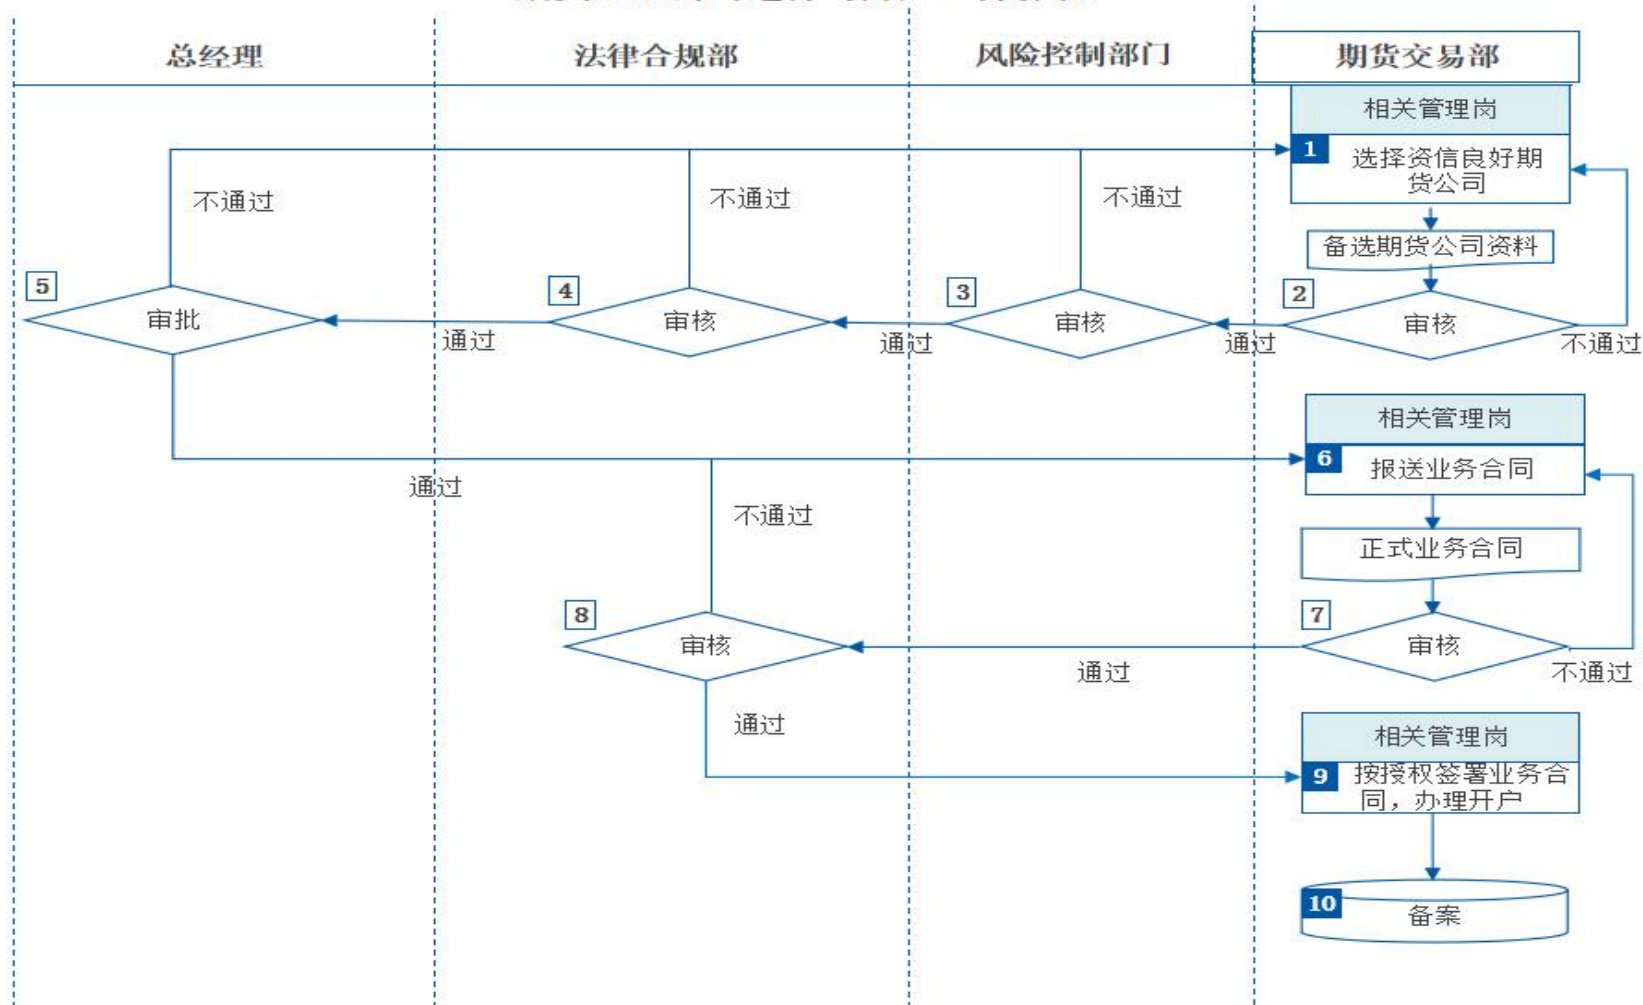 总经理
法律合规部
风险控制部门
期货交易部
相关管理岗
1
选择资信良好期
货公司
不通过
不通过
不通过
备选期货公司资料
5
4
3
2
审批
审核
审核
审核
通过
通过
通过
不通过
相关管理岗
6
报送业务合同
通过
不通过
正式业务合同
8
7
审核
审核
通过
不通过
通过
相关管理岗
9
按授权签署业务合
同，办理开户
10
备案